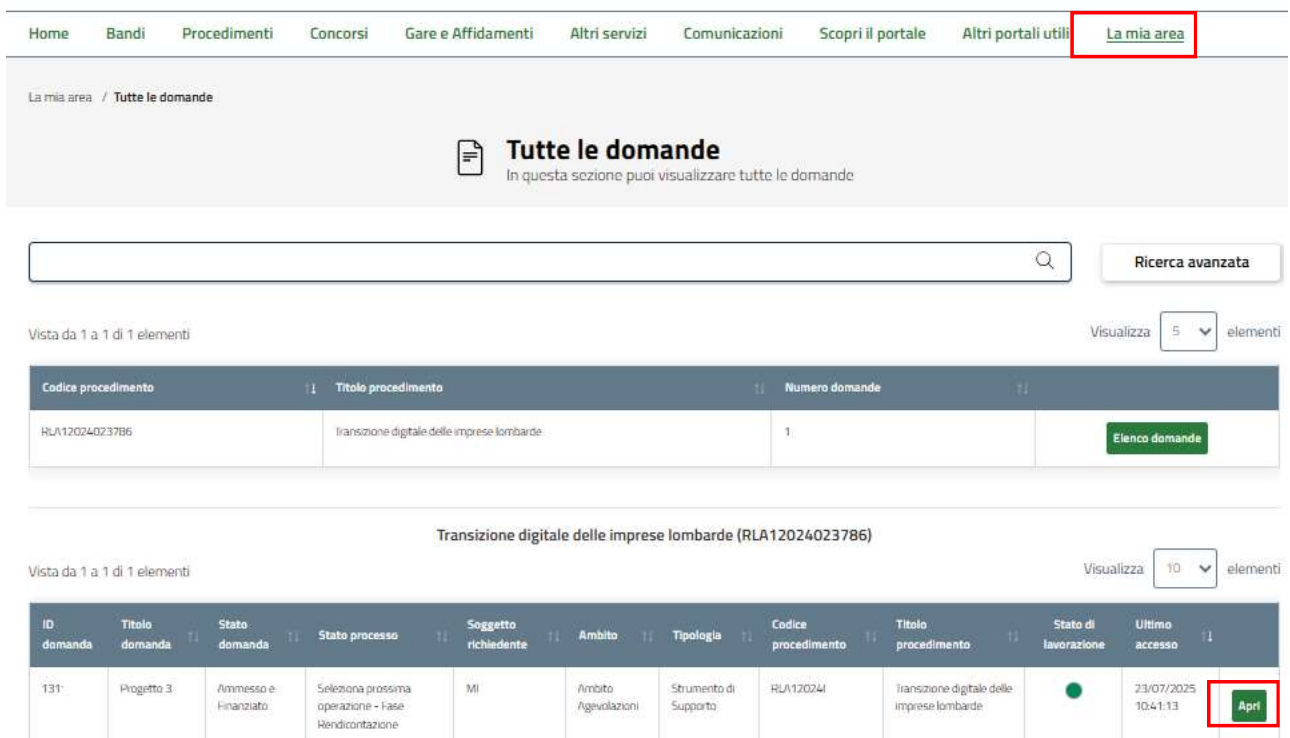 Home Bandi Procedimenti Concorsi Gare e Affidamenti Altri servizi Comunicazioni Scopri il portale Altri portali utili La mia area
La mia area / Tutte le domande
Tutte le domande
In questa sezione puoi visualizzare tutte le domande
Ricerca avanzata
Vista da 1 a 1 di 1 elementi Visualizza 5 elementi
Codice procedimento Titolo procedimento Numero domande
RLA12024023786 Transizione digitale delle imprese lombarde 1 Elenco domande
Transizione digitale delle imprese lombarde (RLA12024023786)
Vista da 1 a 1 di 1 elementi Visualizza 10 elementi
ID domanda Titolo domanda Stato domanda Stato processo Soggetto richiedente Ambito Tipologia Codice procedimento Titolo procedimento Stato di lavorazione Ultimo accesso
131 Progetto 3 Ammesso e Finanziato Seleziona prossima operazione - Fase Rendicontazione MI Ambito Agevolazioni Strumento di Supporto RLA12024 Transizione digitale delle imprese lombarde 23/07/2025 10:41:13 Apri